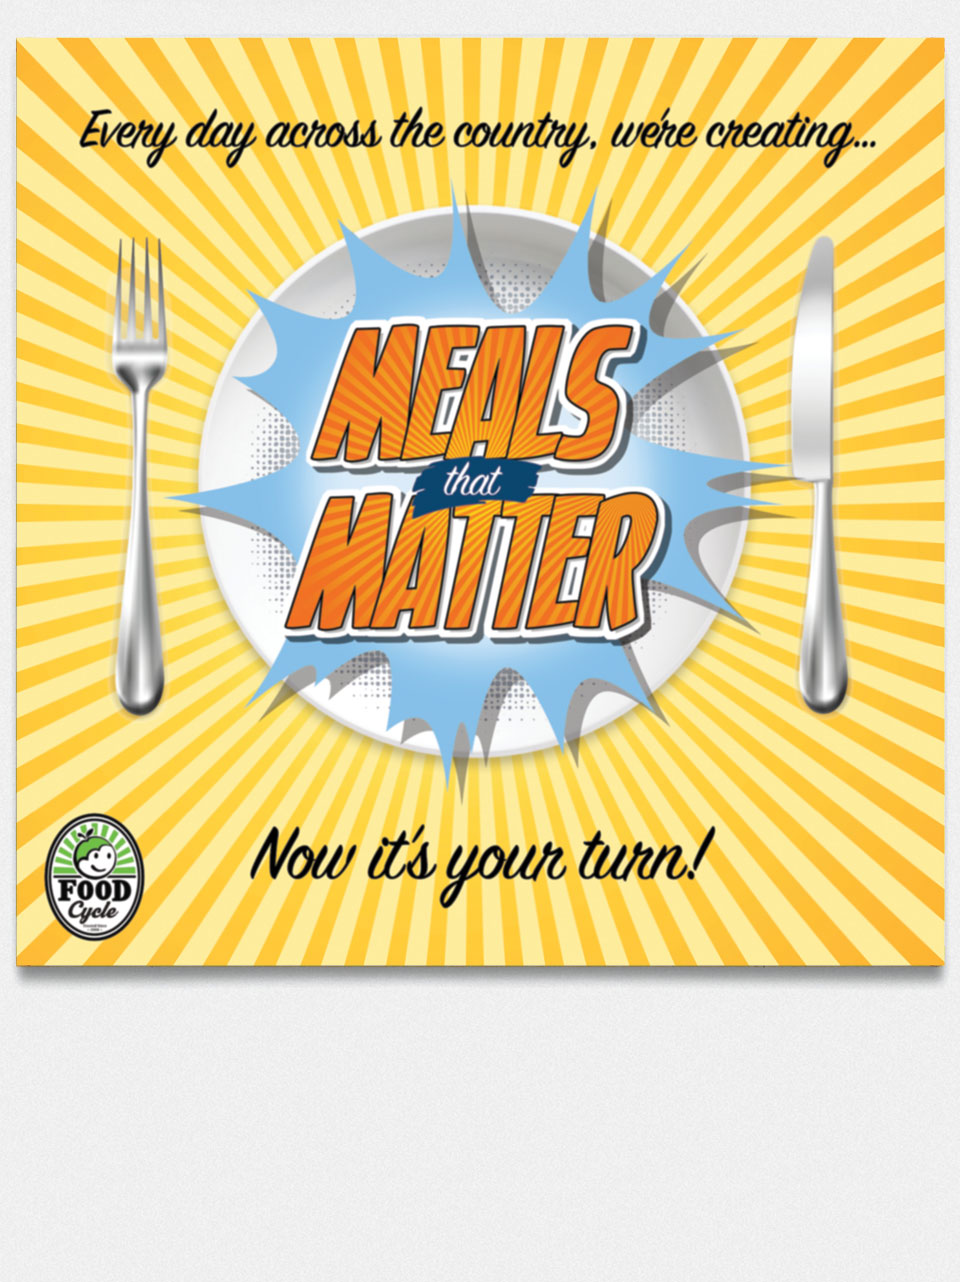 Every day across the country, we're creating...
MEALS
that
MATTER
Now it's your turn!
FOOD
Cycle